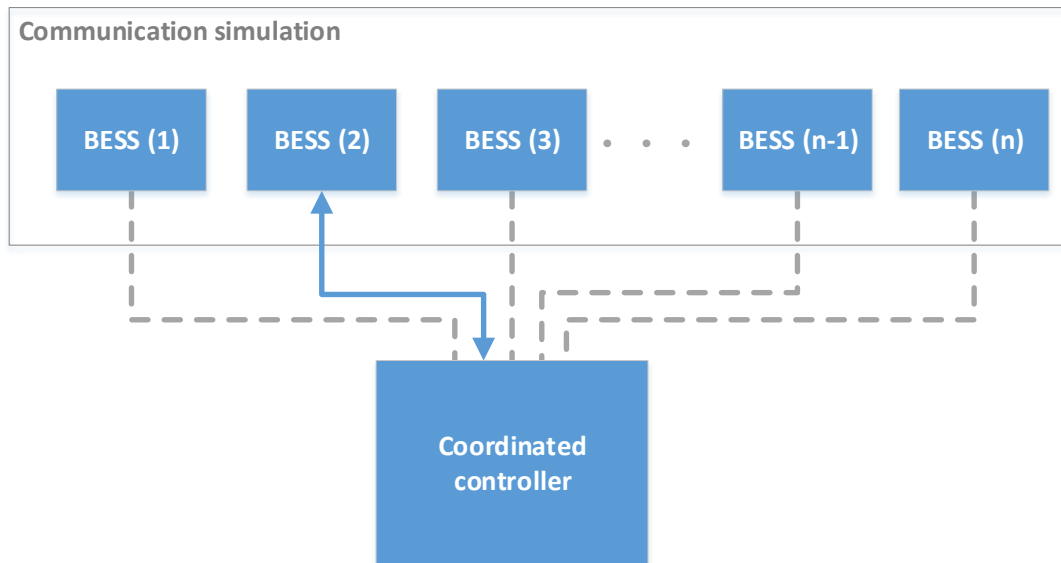 Communication simulation
BESS (1)
BESS (2)
BESS (3)
. . .
BESS (n-1)
BESS (n)
Coordinated
controller